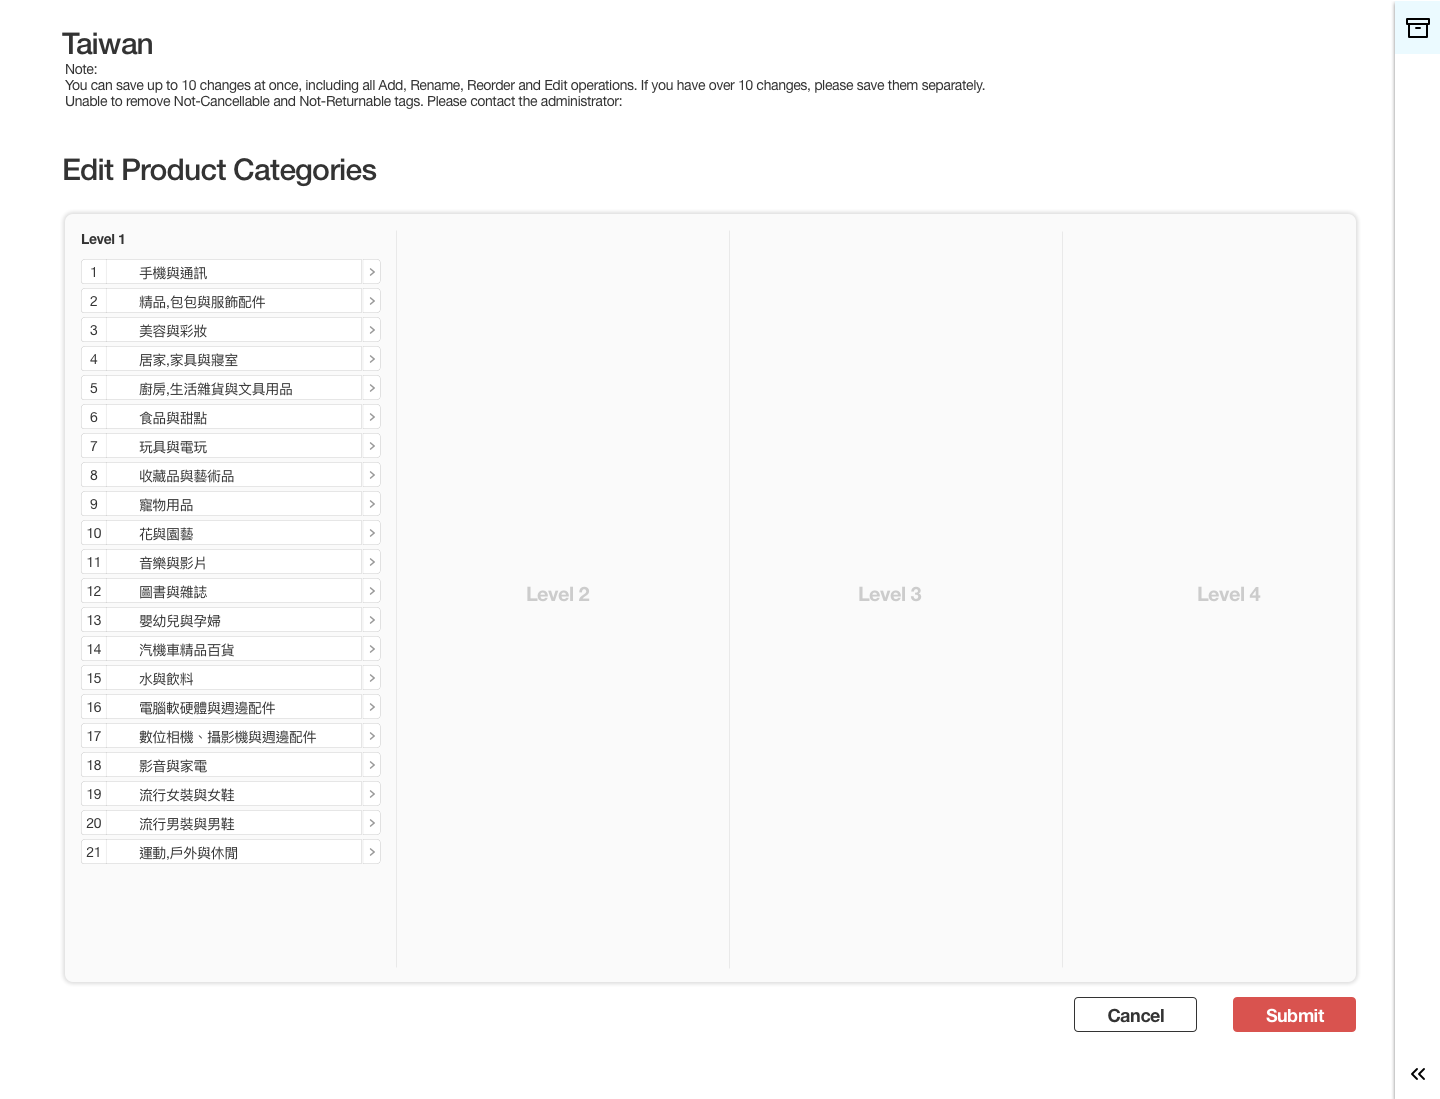 Taiwan
Note:
You can save up to 10 changes at once, including all Add, Rename, Reorder and Edit operations. If you have over 10 changes, please save them separately.
Unable to remove Not-Cancellable and Not-Returnable tags. Please contact the administrator:
Edit Product Categories
Level 1
1 手機與通訊
2 精品,包包與服飾配件
3 美容與彩妝
4 居家,家具與寢室
5 廚房,生活雜貨與文具用品
6 食品與甜點
7 玩具與電玩
8 收藏品與藝術品
9 寵物用品
10 花與園藝
11 音樂與影片
12 圖書與雜誌
13 嬰幼兒與孕婦
14 汽機車精品百貨
15 水與飲料
16 電腦軟硬體與週邊配件
17 數位相機、攝影機與週邊配件
18 影音與家電
19 流行女裝與女鞋
20 流行男裝與男鞋
21 運動,戶外與休閒
Level 2
Level 3
Level 4
Cancel
Submit